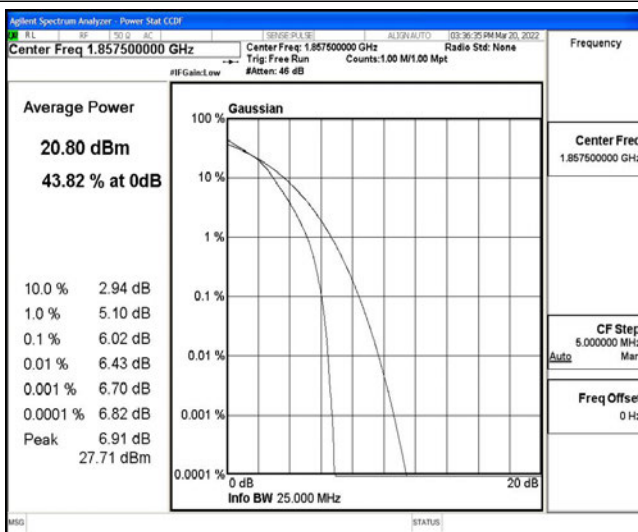 Agilent Spectrum Analyzer - Power Stat CCDF
RL RF 50 Ω AC SENSE:PULSE ALIGN AUTO 03:36:35 PM Mar 20, 2022
Center Freq 1.857500000 GHz
Center Freq: 1.857500000 GHz Radio Std: None
Trig: Free Run Counts:1.00 M/1.00 Mpt
#IFGain:Low #Atten: 46 dB
Frequency
Average Power
20.80 dBm
43.82 % at 0dB
10.0 % 2.94 dB
1.0 % 5.10 dB
0.1 % 6.02 dB
0.01 % 6.43 dB
0.001 % 6.70 dB
0.0001 % 6.82 dB
Peak 6.91 dB
27.71 dBm
Gaussian
100 %
10 %
1 %
0.1 %
0.01 %
0.001 %
0.0001 %
0 dB 20 dB
Info BW 25.000 MHz
Center Freq
1.857500000 GHz
CF Step
5.000000 MHz
Auto Man
Freq Offset
0 Hz
MSG STATUS